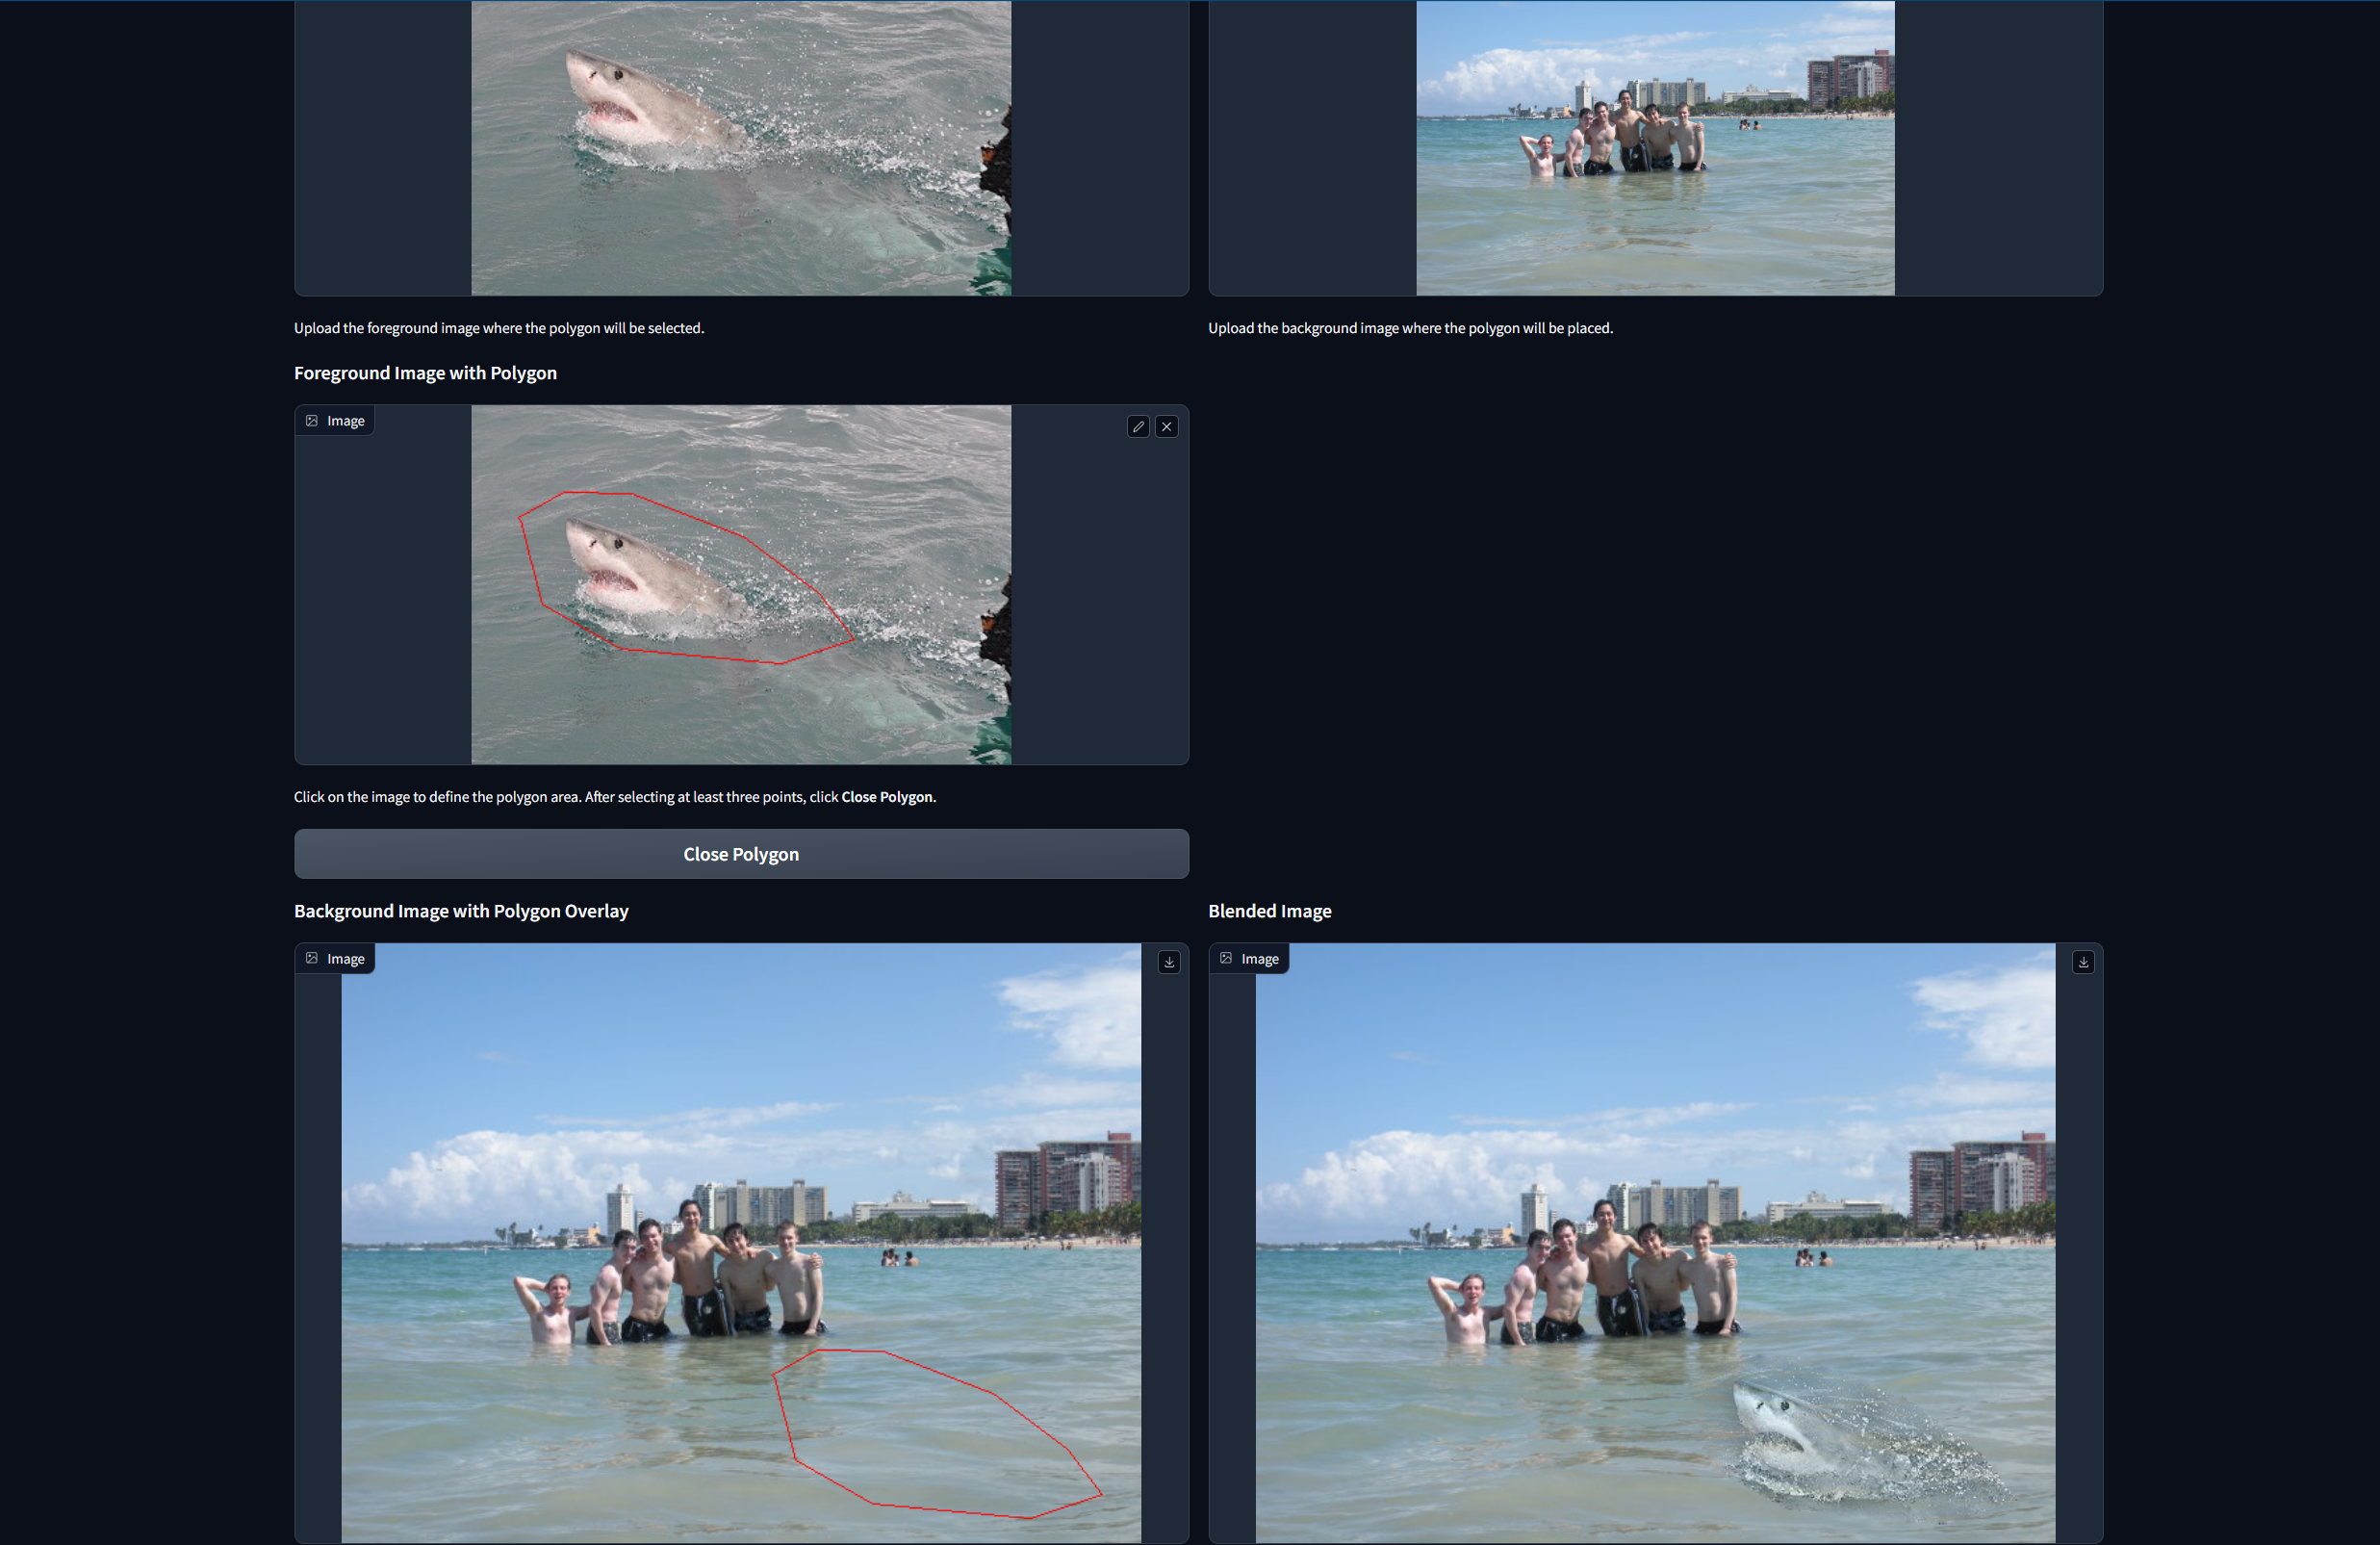 Upload the foreground image where the polygon will be selected.
Upload the background image where the polygon will be placed.
Foreground Image with Polygon
Image
Click on the image to define the polygon area. After selecting at least three points, click Close Polygon.
Close Polygon
Background Image with Polygon Overlay
Image
Blended Image
Image